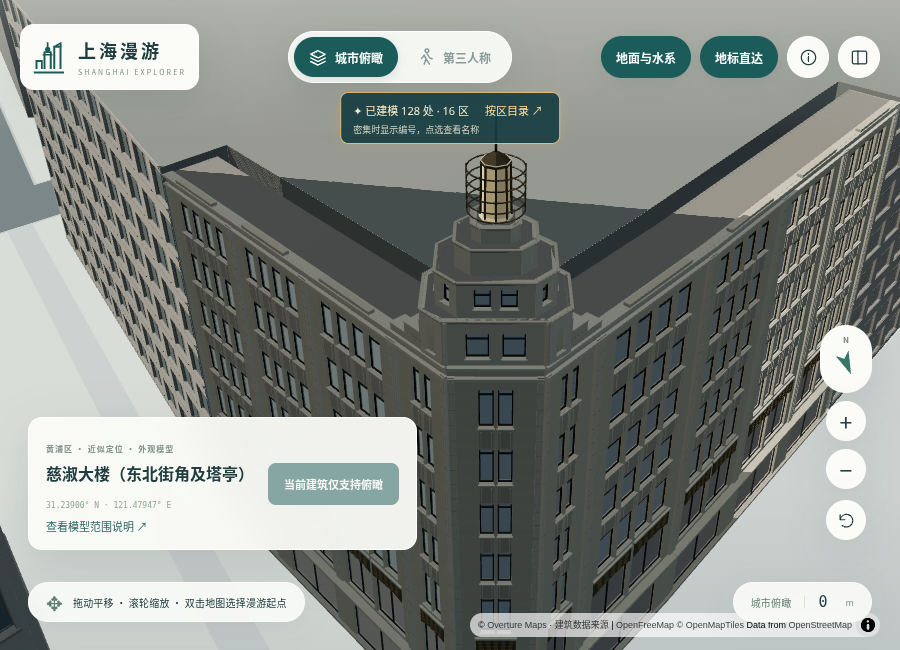 上海漫游
SHANGHAI EXPLORER
城市俯瞰
第三人称
地面与水系
地标直达
✦ 已建模 128 处 · 16 区 按区目录 ↗
密集时显示编号，点选查看名称
N
+
−
黄浦区 · 近似定位 · 外观模型
慈淑大楼（东北街角及塔亭）
当前建筑仅支持俯瞰
31.23900° N · 121.47947° E
查看模型范围说明 ↗
拖动平移 · 滚轮缩放 · 双击地图选择漫游起点
城市俯瞰 0 m
© Overture Maps · 建筑数据来源 | OpenFreeMap © OpenMapTiles Data from OpenStreetMap